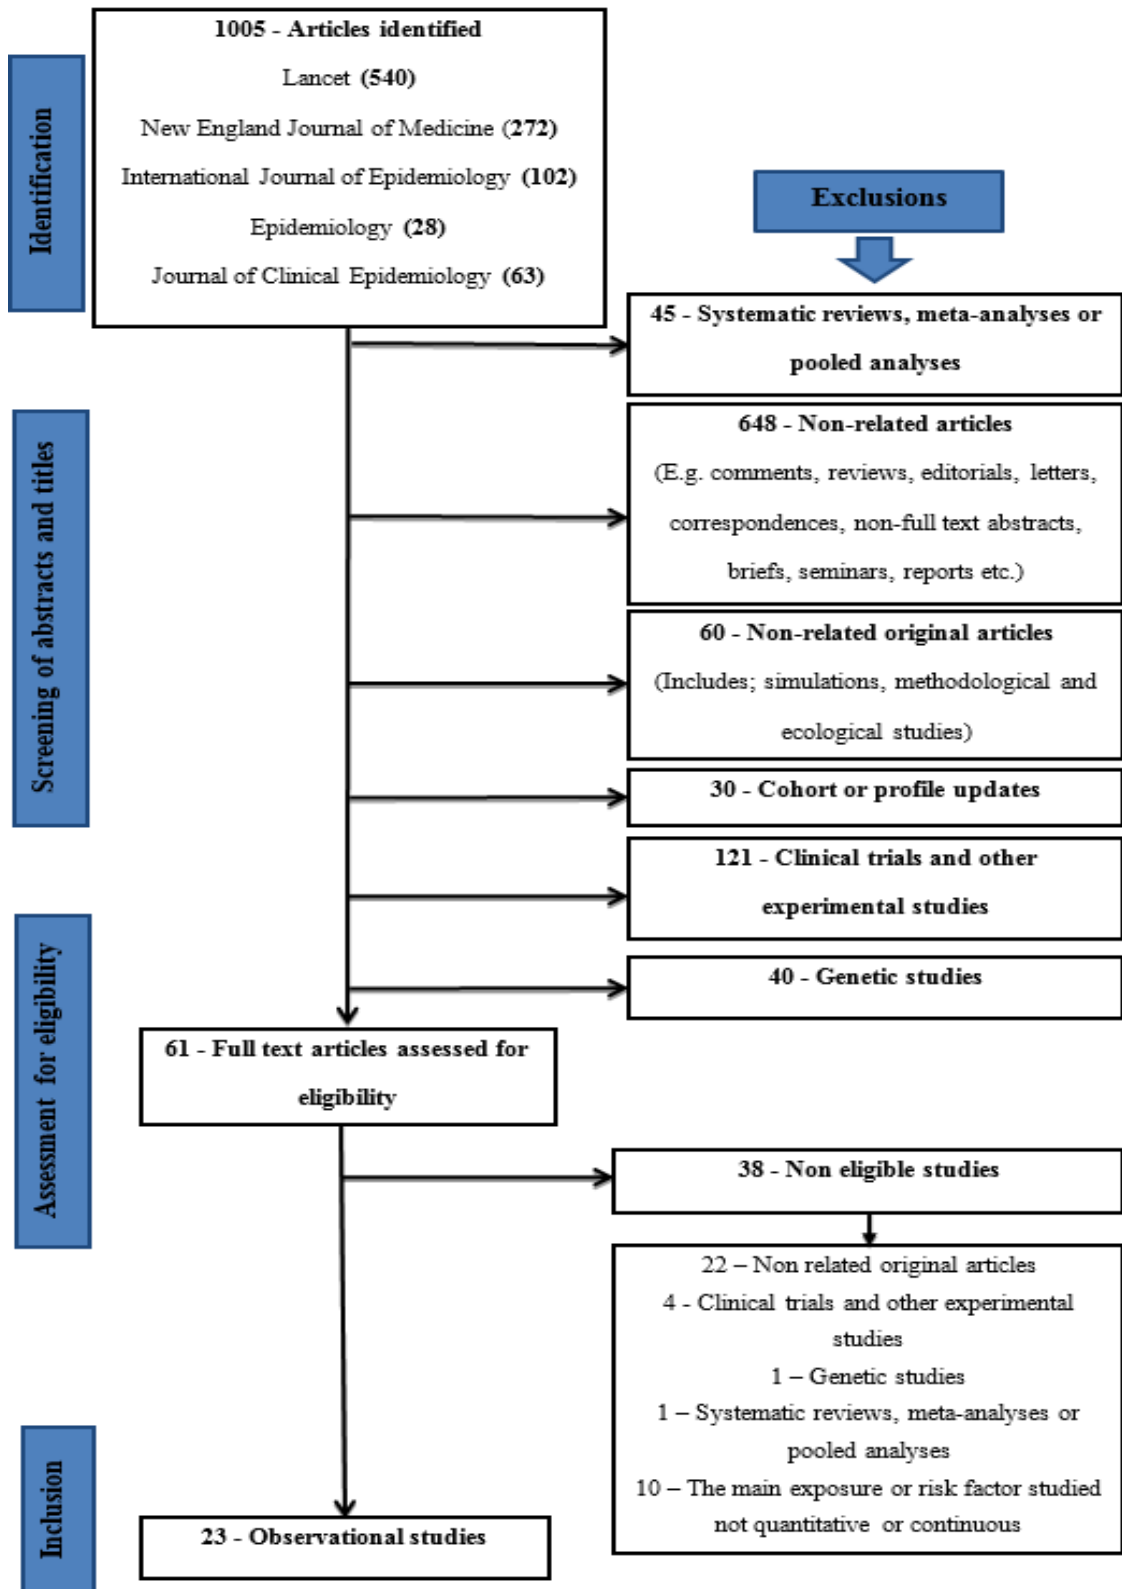 1005 - Articles identified
Lancet (540)
New England Journal of Medicine (272)
International Journal of Epidemiology (102)
Epidemiology (28)
Journal of Clinical Epidemiology (63)
Identification
Exclusions
45 - Systematic reviews, meta-analyses or
pooled analyses
Screening of abstracts and titles
648 - Non-related articles
(E.g. comments, reviews, editorials, letters,
correspondences, non-full text abstracts,
briefs, seminars, reports etc.)
60 - Non-related original articles
(Includes; simulations, methodological and
ecological studies)
30 - Cohort or profile updates
121 - Clinical trials and other
experimental studies
40 - Genetic studies
Assessment for eligibility
61 - Full text articles assessed for
eligibility
38 - Non eligible studies
22 – Non related original articles
4 - Clinical trials and other experimental
studies
1 – Genetic studies
1 – Systematic reviews, meta-analyses or
pooled analyses
10 – The main exposure or risk factor studied
not quantitative or continuous
Inclusion
23 - Observational studies